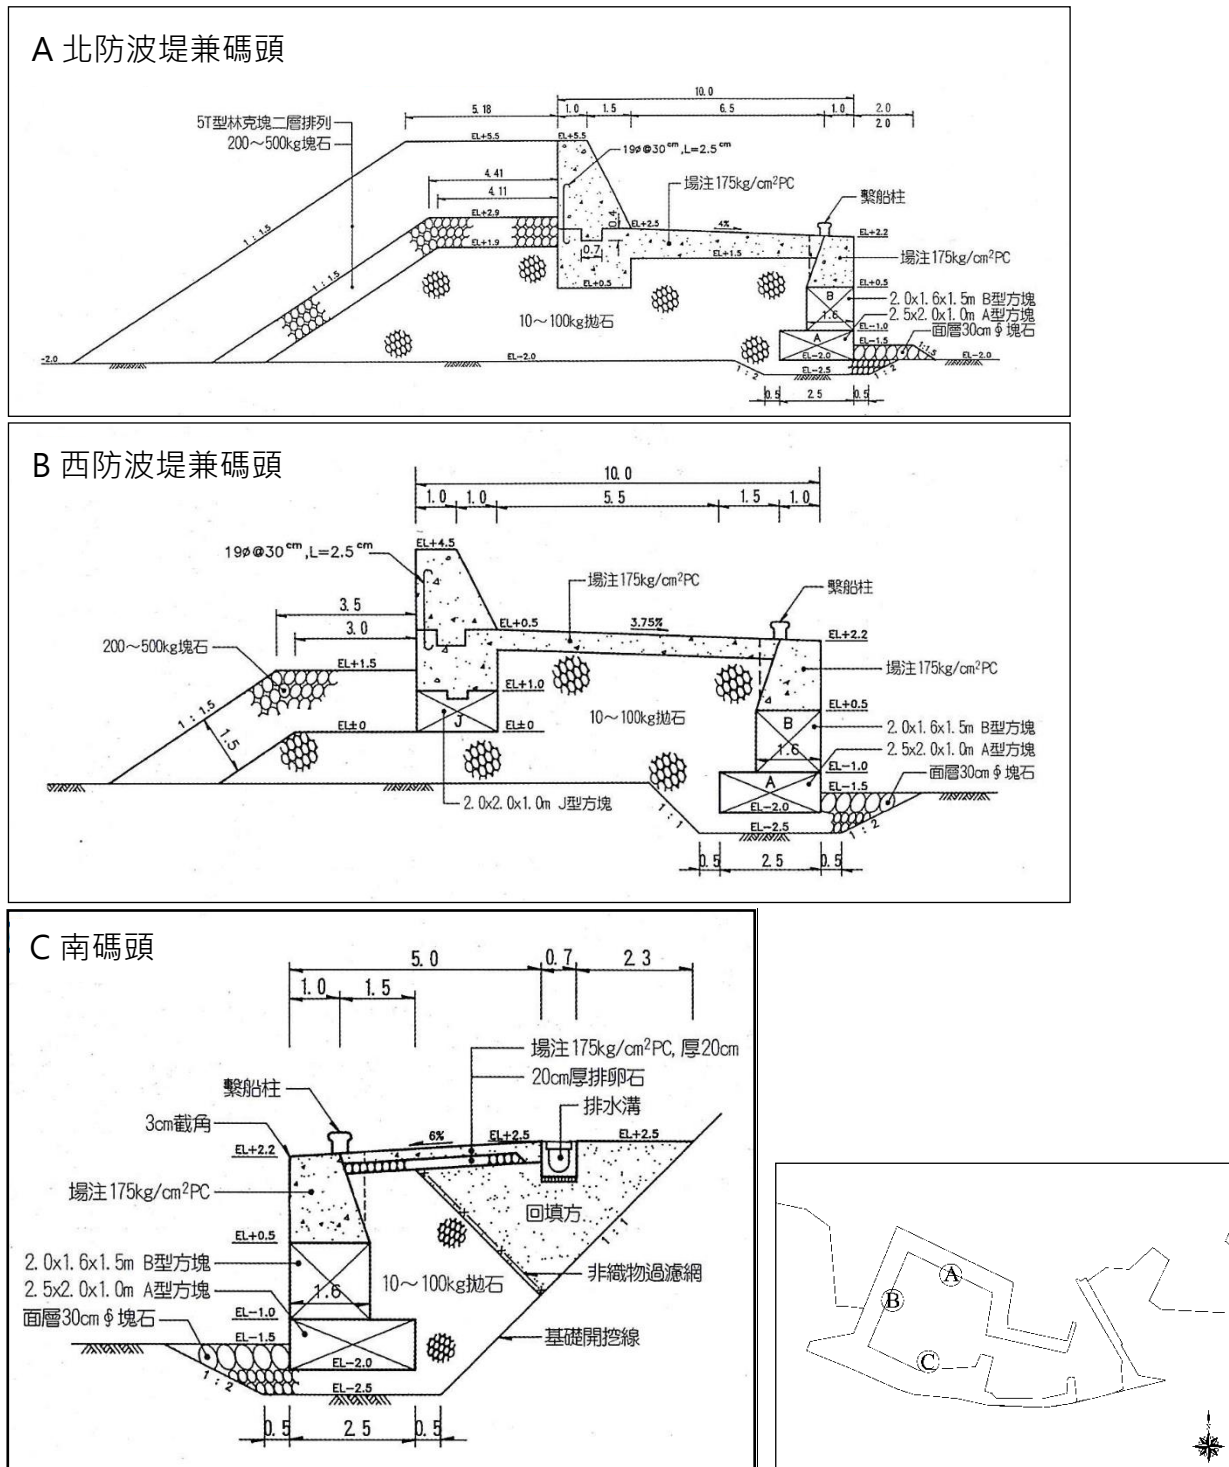 A 北防波堤兼碼頭
10.0
5.18
1.0
1.5
6.5
1.0
2.0
2.0
5T型林克塊二層排列
200～500kg塊石
EL+5.5
EL+5.5
19φ@30cm,L=2.5cm
4.41
4.11
場注175kg/cm²PC
繫船柱
EL+2.9
EL+1.9
0.4
EL+2.5
4%
EL+2.2
0.7
EL+1.5
場注175kg/cm²PC
1:1.5
1:1.5
EL+0.5
EL+0.5
B
2.0x1.6x1.5m B型方塊
1.6
2.5x2.0x1.0m A型方塊
10～100kg拋石
EL-1.0
A
EL-1.5
面層30cmφ塊石
1:1.5
-2.0
EL-2.0
EL-2.0
EL-2.0
EL-2.5
1:2
1:2
0.5
2.5
0.5
B 西防波堤兼碼頭
10.0
1.0
1.0
5.5
1.5
1.0
EL+4.5
19φ@30cm,L=2.5cm
場注175kg/cm²PC
繫船柱
3.5
3.0
EL+0.5
3.75%
EL+2.2
200～500kg塊石
EL+1.5
場注175kg/cm²PC
EL+1.0
1:1.5
1.5
J
EL±0
EL±0
10～100kg拋石
EL+0.5
B
2.0x1.6x1.5m B型方塊
1.6
2.5x2.0x1.0m A型方塊
A
EL-1.0
面層30cmφ塊石
EL-1.5
2.0x2.0x1.0m J型方塊
EL-2.0
1:1
EL-2.5
1:2
0.5
2.5
0.5
C 南碼頭
5.0
0.7
2.3
1.0
1.5
場注175kg/cm²PC,厚20cm
20cm厚排卵石
繫船柱
排水溝
3cm截角
6%
EL+2.5
EL+2.5
EL+2.2
場注175kg/cm²PC
回填方
1:1
EL+0.5
2.0x1.6x1.5m B型方塊
2.5x2.0x1.0m A型方塊
1.6
10～100kg拋石
非織物過濾網
面層30cmφ塊石
EL-1.0
EL-1.5
基礎開挖線
EL-2.0
1:2
EL-2.5
0.5
2.5
0.5
A
B
C